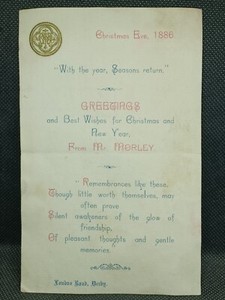 Christmas Eve, 1886
"With the year, Seasons return."
GREETINGS
and Best Wishes for Christmas and
New Year,
From Mr MORLEY.
"Remembrances like these,
Though little worth themselves, may
often prove
Silent awakeners of the glow of
friendship,
Of pleasant thoughts and gentle
memories.
London Road, Derby